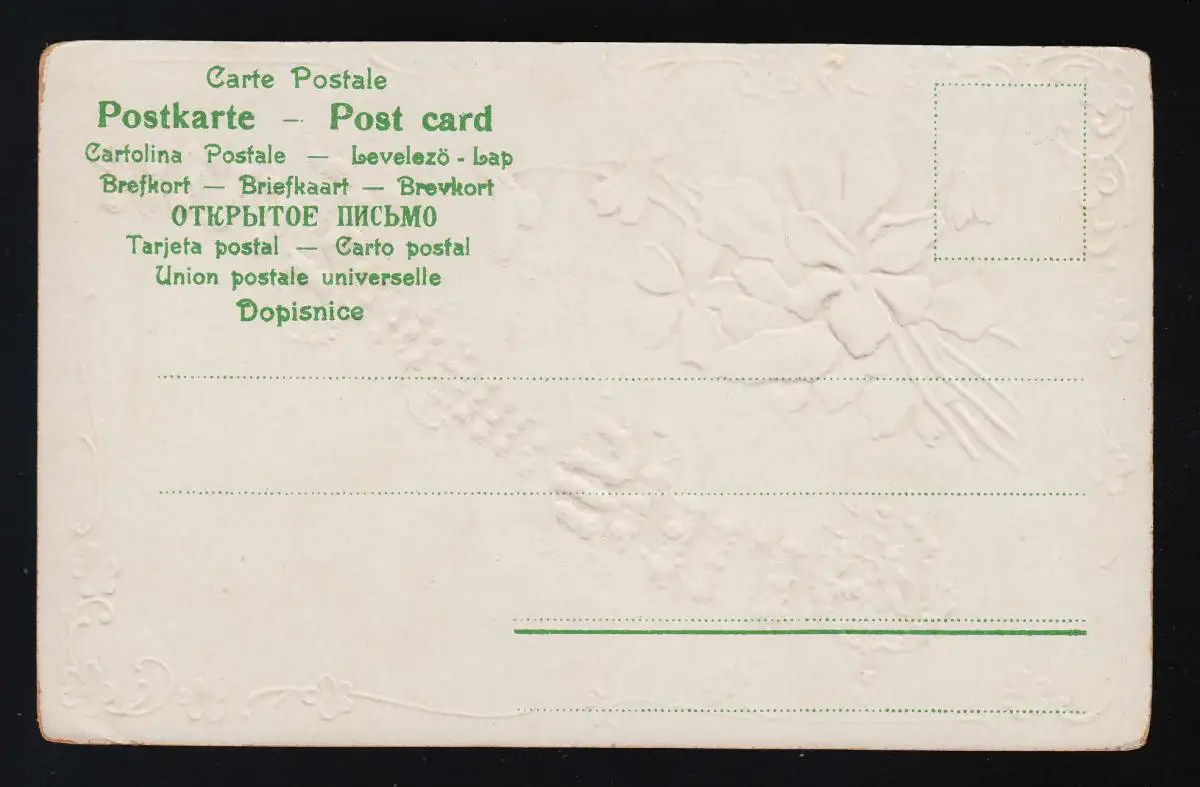 Carte Postale
Postkarte – Post card
Cartolina Postale — Levelezö - Lap
Brefkort — Briefkaart — Brevkort
ОТКРЫТОЕ ПИСЬМО
Tarjeta postal — Carto postal
Union postale universelle
Dopisnice